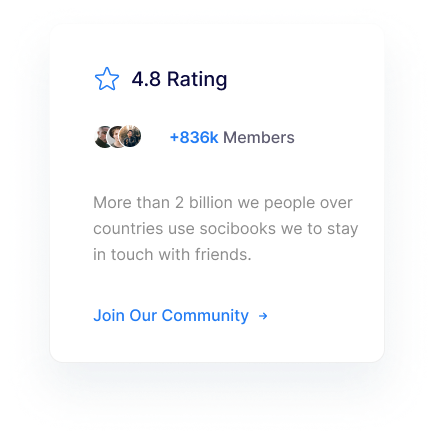 4.8 Rating
+836k Members
More than 2 billion we people over
countries use socibooks we to stay
in touch with friends.
Join Our Community →